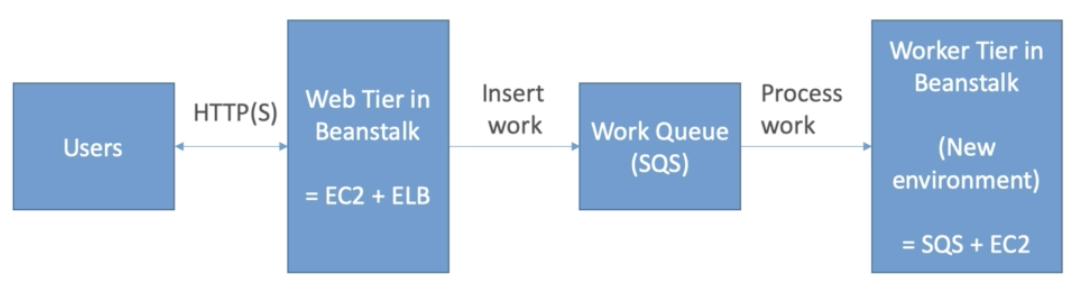 Users
HTTP(S)
Web Tier in
Beanstalk
= EC2 + ELB
Insert
work
Work Queue
(SQS)
Process
work
Worker Tier in
Beanstalk
(New
environment)
= SQS + EC2